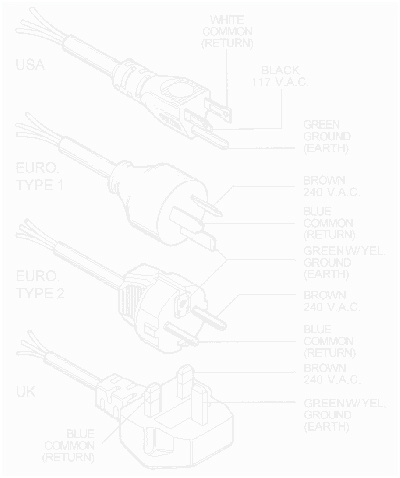 USA
WHITE
COMMON
(RETURN)
BLACK
117 V.A.C.
GREEN
GROUND
(EARTH)
EURO.
TYPE 1
BROWN
240 V.A.C.
BLUE
COMMON
(RETURN)
GREEN W/YEL.
GROUND
(EARTH)
EURO
TYPE 2
BROWN
240 V.A.C.
BLUE
COMMON
(RETURN)
UK
BROWN
240 V.A.C.
GREEN W/YEL.
GROUND
(EARTH)
BLUE
COMMON
(RETURN)